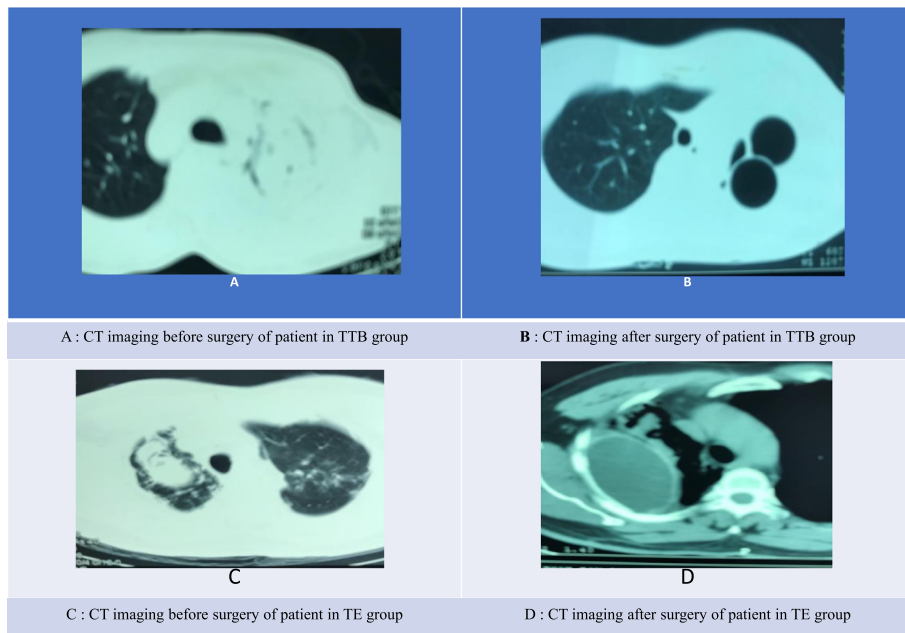 A
B
A : CT imaging before surgery of patient in TTB group
B : CT imaging after surgery of patient in TTB group
C
D
C : CT imaging before surgery of patient in TE group
D : CT imaging after surgery of patient in TE group